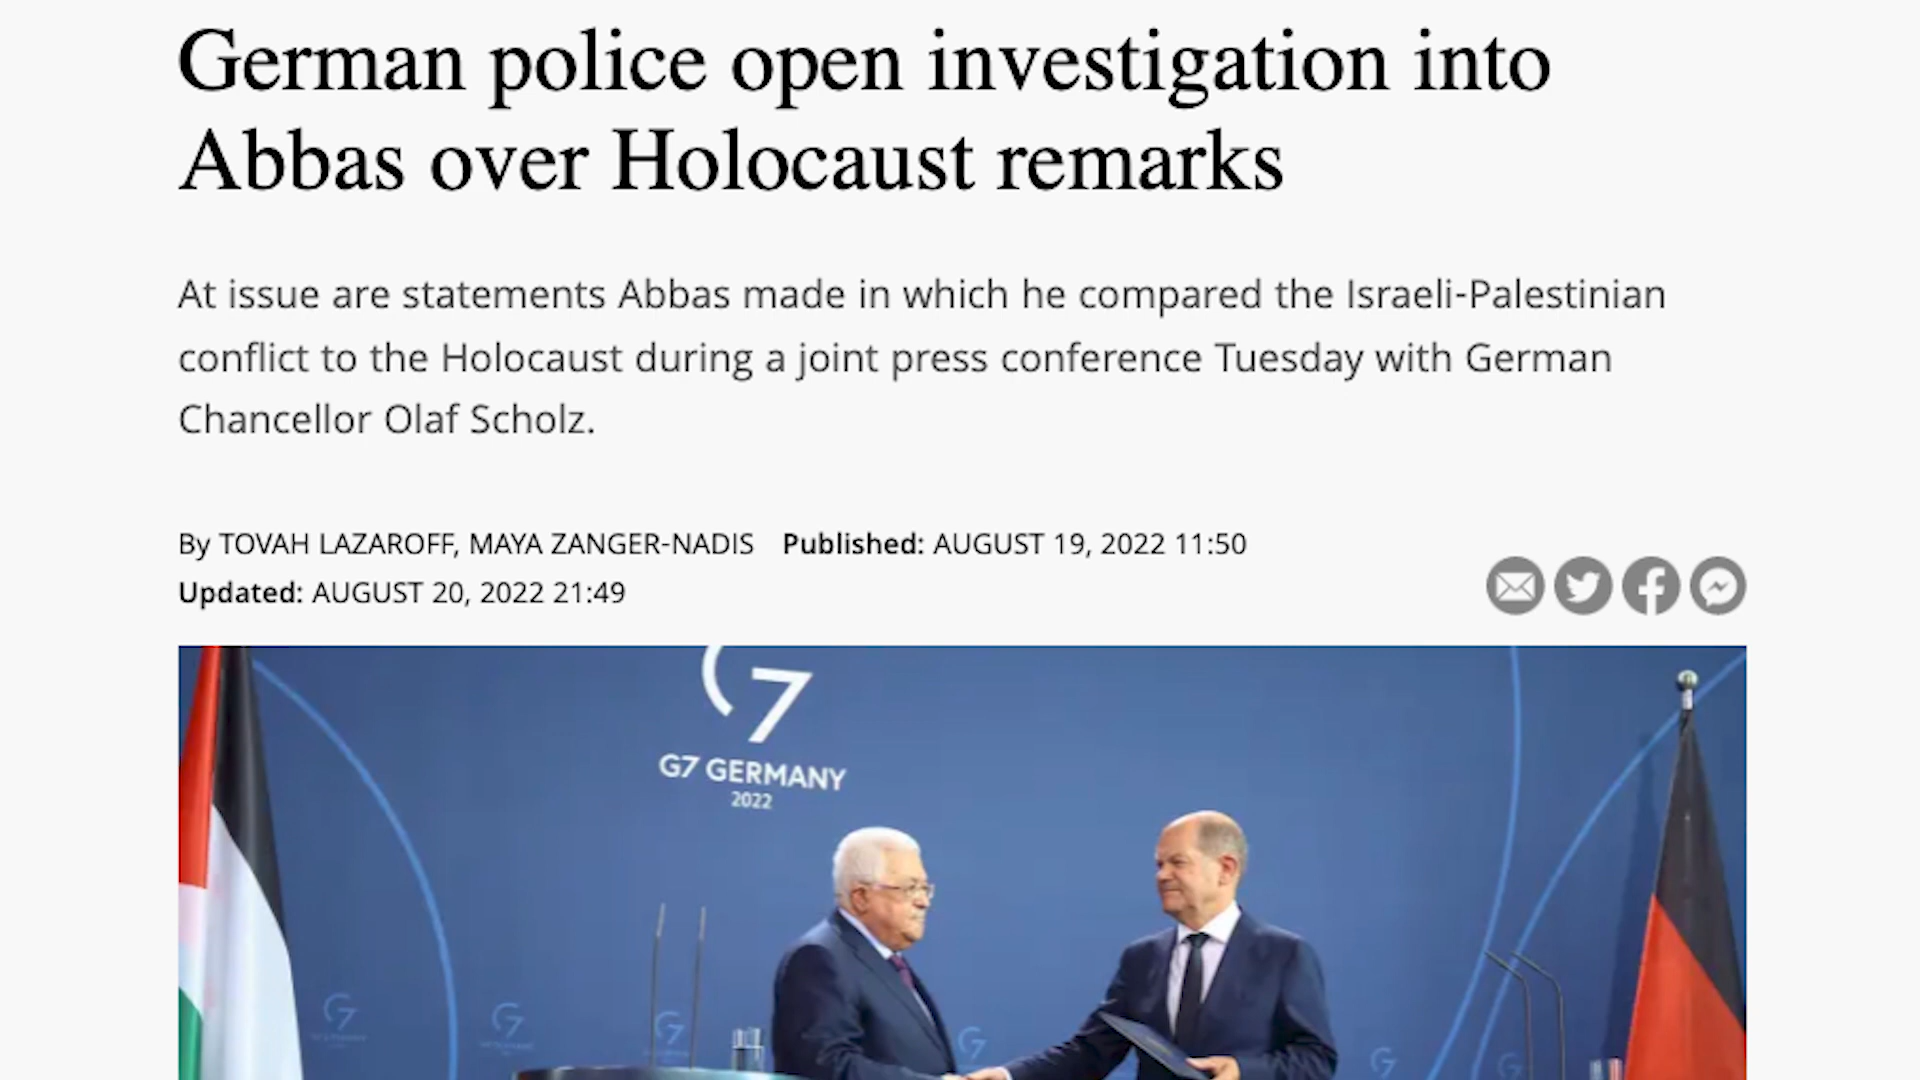 German police open investigation into
Abbas over Holocaust remarks
At issue are statements Abbas made in which he compared the Israeli-Palestinian
conflict to the Holocaust during a joint press conference Tuesday with German
Chancellor Olaf Scholz.
By TOVAH LAZAROFF, MAYA ZANGER-NADIS Published: AUGUST 19, 2022 11:50
Updated: AUGUST 20, 2022 21:49
G7 GERMANY
2022